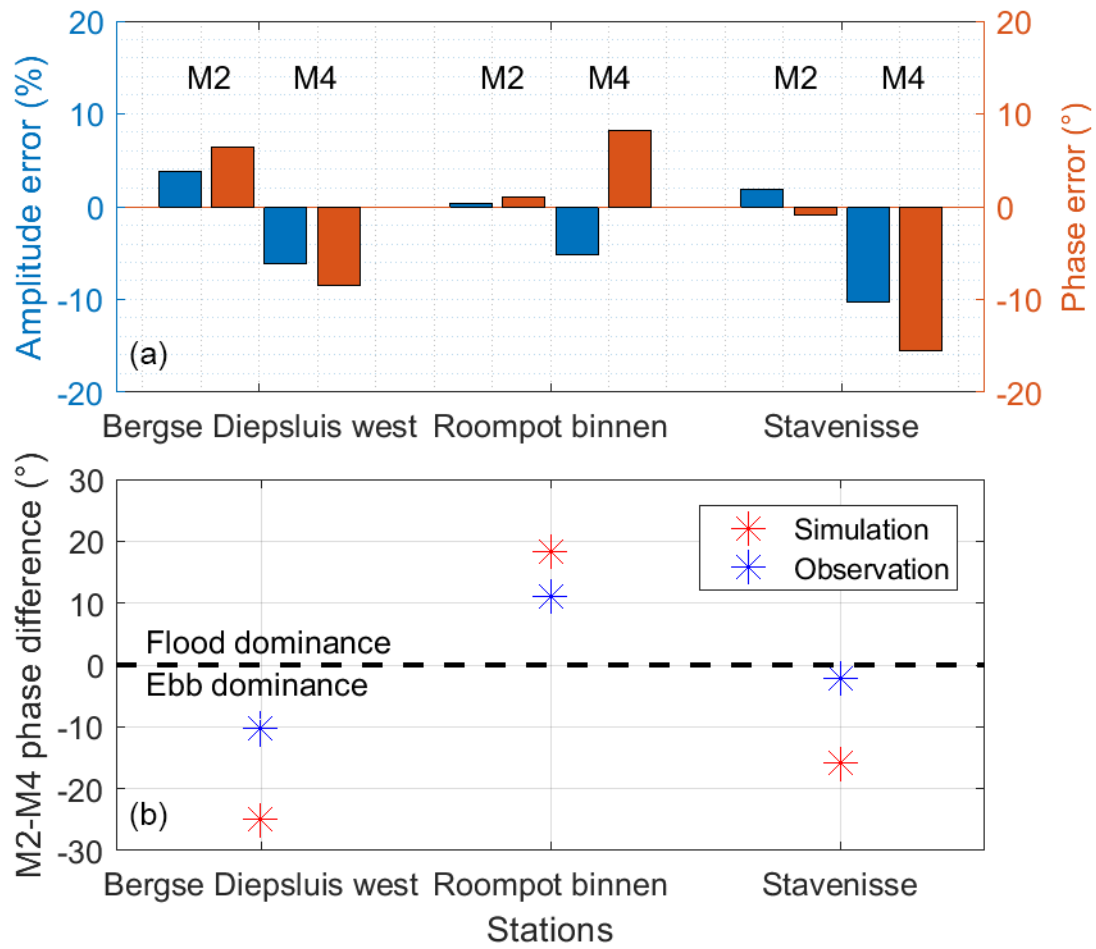 20
10
0
-10
-20
Amplitude error (%)
M2 M4 M2 M4 M2 M4
20
10
0
-10
-20
Phase error (°)
(a)
Bergse Diepsluis west Roompot binnen Stavenisse
30
20
10
0
-10
-20
-30
M2-M4 phase difference (°)
Simulation
Observation
Flood dominance
Ebb dominance
(b)
Bergse Diepsluis west Roompot binnen Stavenisse
Stations